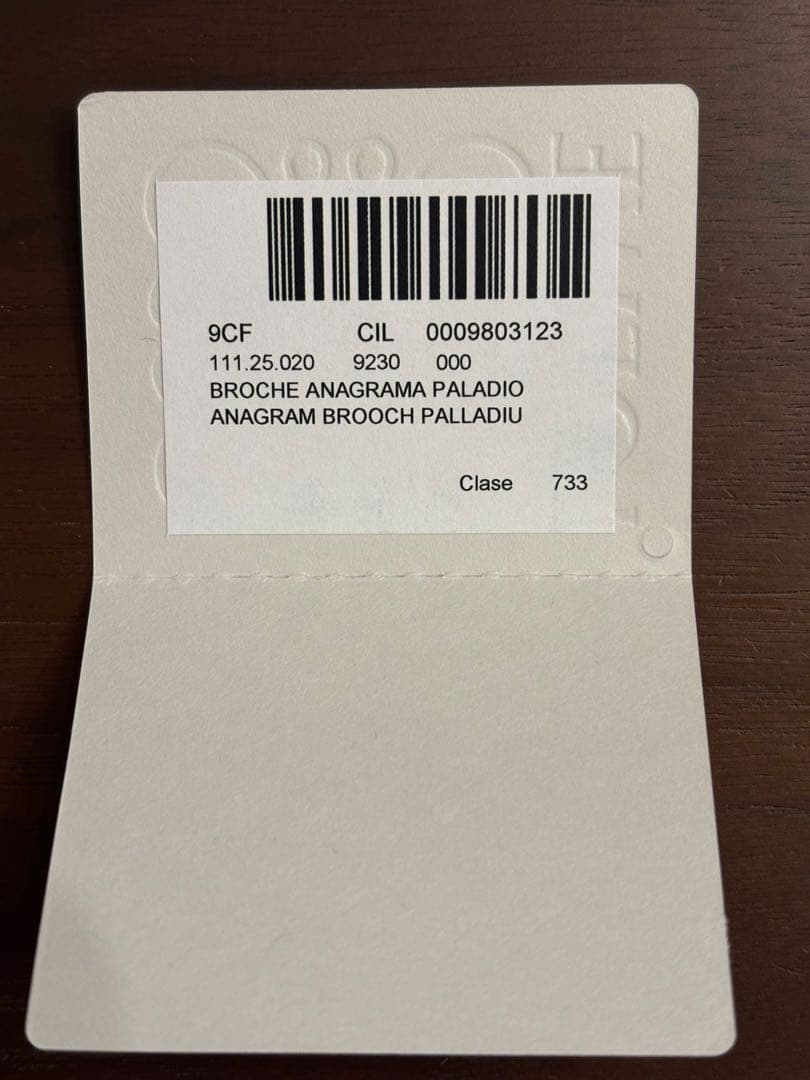 9CF CIL 0009803123
111.25.020 9230 000
BROCHE ANAGRAMA PALADIO
ANAGRAM BROOCH PALLADIU
Clase 733